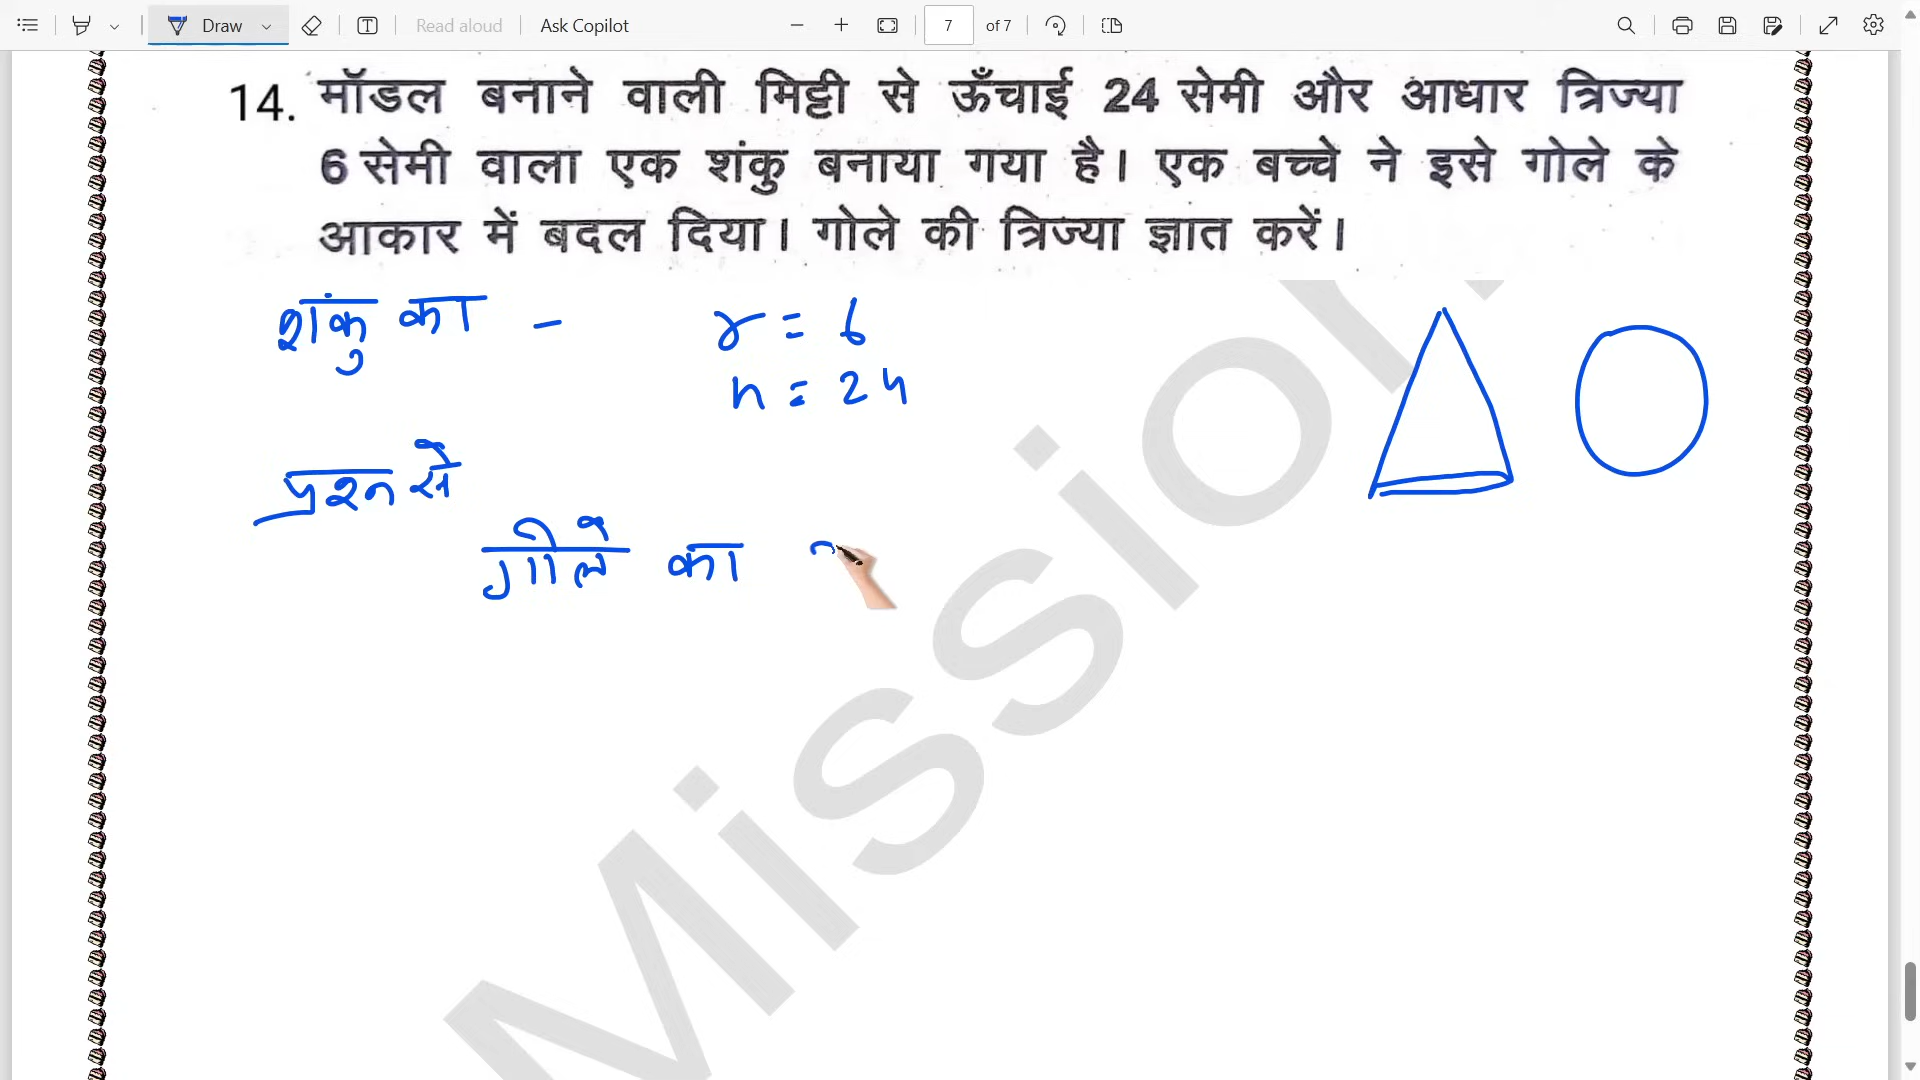 Draw Read aloud Ask Copilot 7 of 7
14. मॉडल बनाने वाली मिट्टी से ऊँचाई 24 सेमी और आधार त्रिज्या
6 सेमी वाला एक शंकु बनाया गया है। एक बच्चे ने इसे गोले के
आकार में बदल दिया। गोले की त्रिज्या ज्ञात करें।
शंकु का - r = 6
h = 24
प्रश्न से
गोले का
Mission